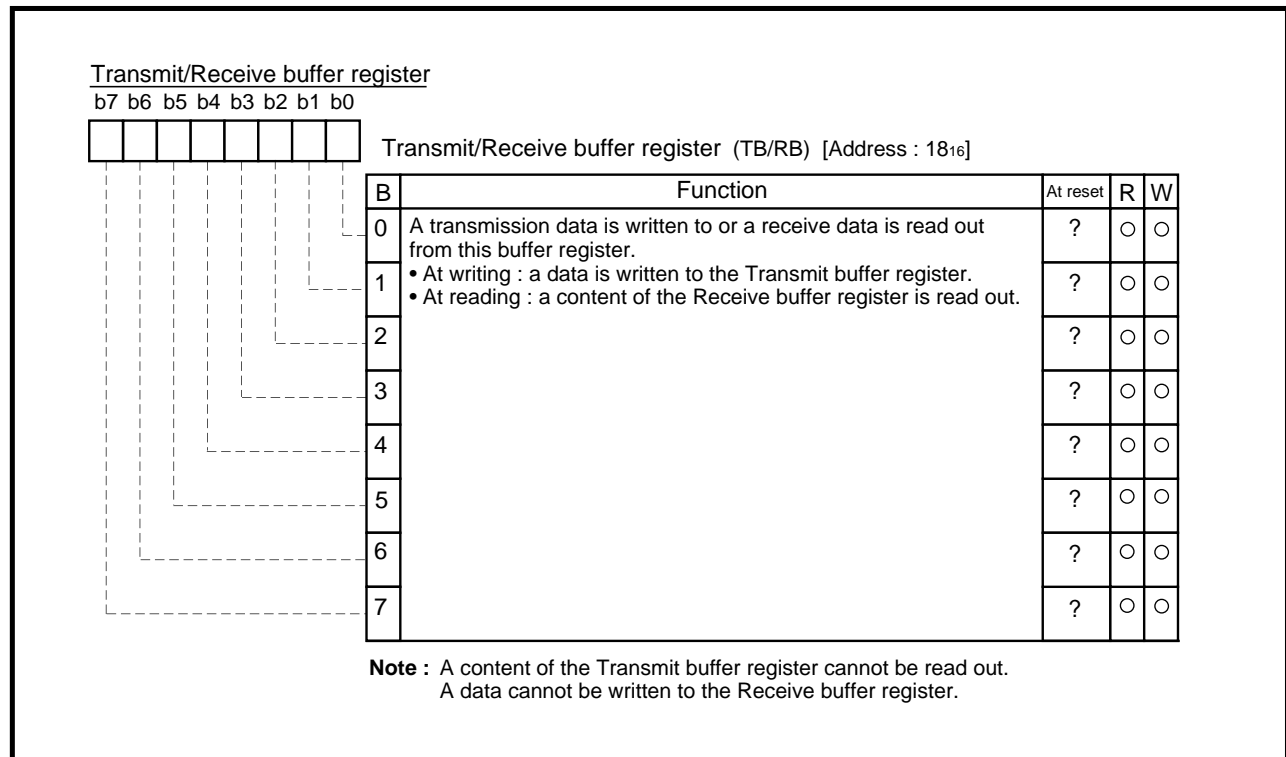 Transmit/Receive buffer register
b7 b6 b5 b4 b3 b2 b1 b0
Transmit/Receive buffer register (TB/RB) [Address : 18₁₆]
B Function At reset R W
0 A transmission data is written to or a receive data is read out ? ○ ○
from this buffer register.
1 • At writing : a data is written to the Transmit buffer register. ? ○ ○
• At reading : a content of the Receive buffer register is read out.
2 ? ○ ○
3 ? ○ ○
4 ? ○ ○
5 ? ○ ○
6 ? ○ ○
7 ? ○ ○
Note : A content of the Transmit buffer register cannot be read out.
A data cannot be written to the Receive buffer register.